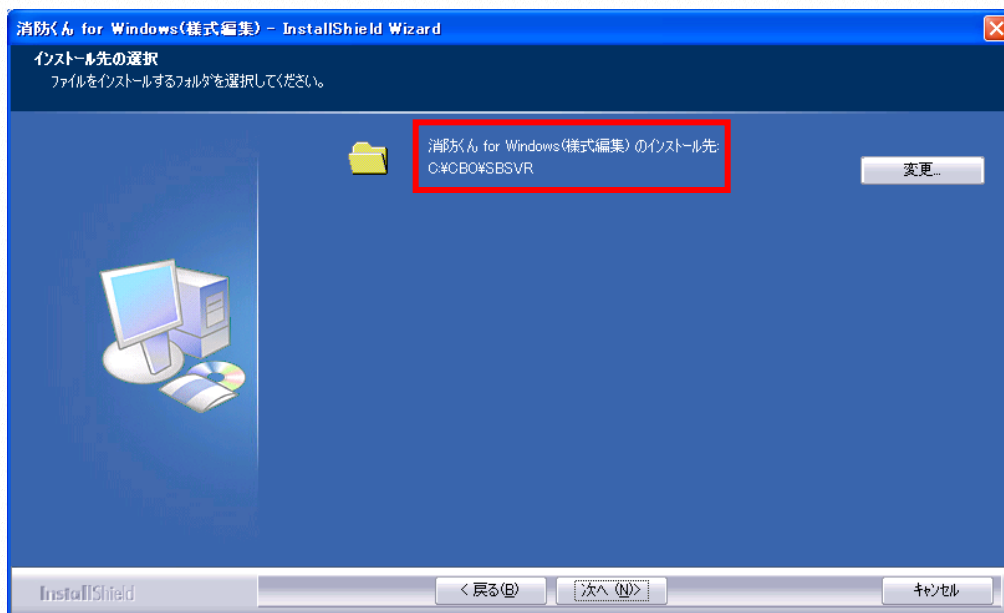 消防くん for Windows(様式編集) - InstallShield Wizard
インストール先の選択
ファイルをインストールするフォルダを選択してください。
消防くん for Windows(様式編集) のインストール先:
C:¥CBO¥SBSVR
変更...
InstallShield
< 戻る(B)
次へ (N)>
キャンセル